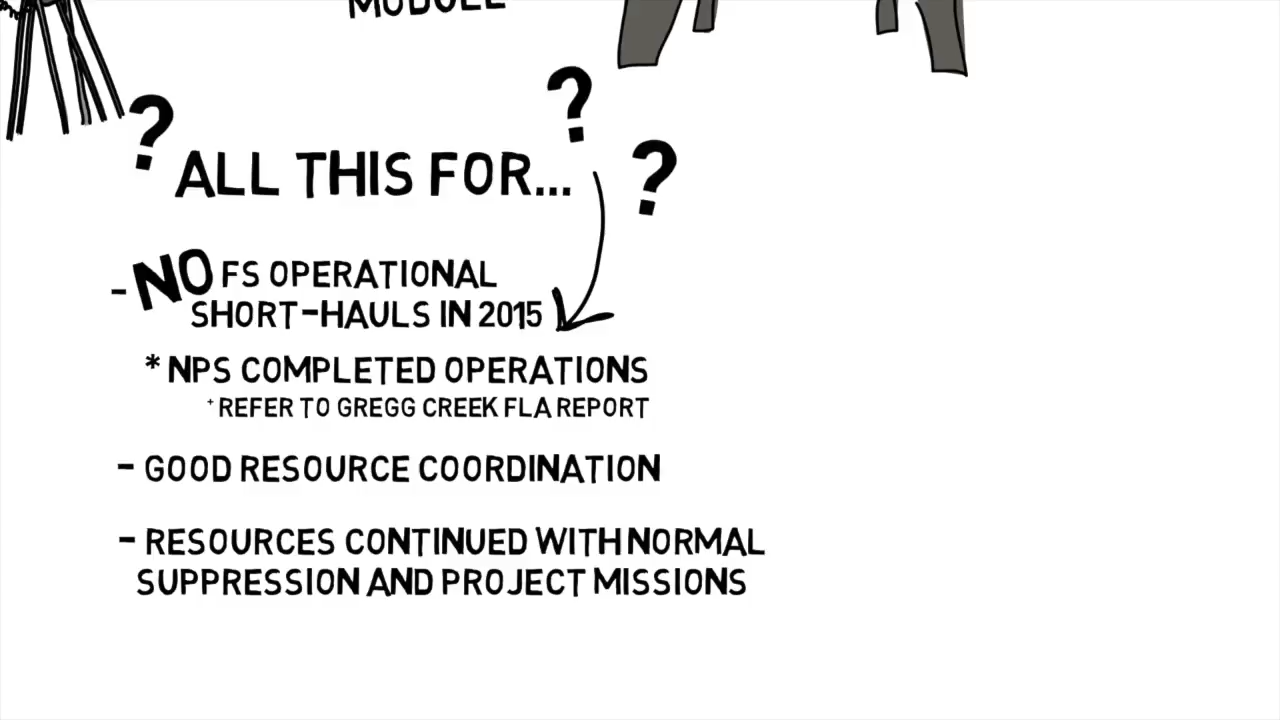 MODULE
? ? ?
ALL THIS FOR...
- NO FS OPERATIONAL
SHORT-HAULS IN 2015
* NPS COMPLETED OPERATIONS
+ REFER TO GREGG CREEK FLA REPORT
- GOOD RESOURCE COORDINATION
- RESOURCES CONTINUED WITH NORMAL
SUPPRESSION AND PROJECT MISSIONS